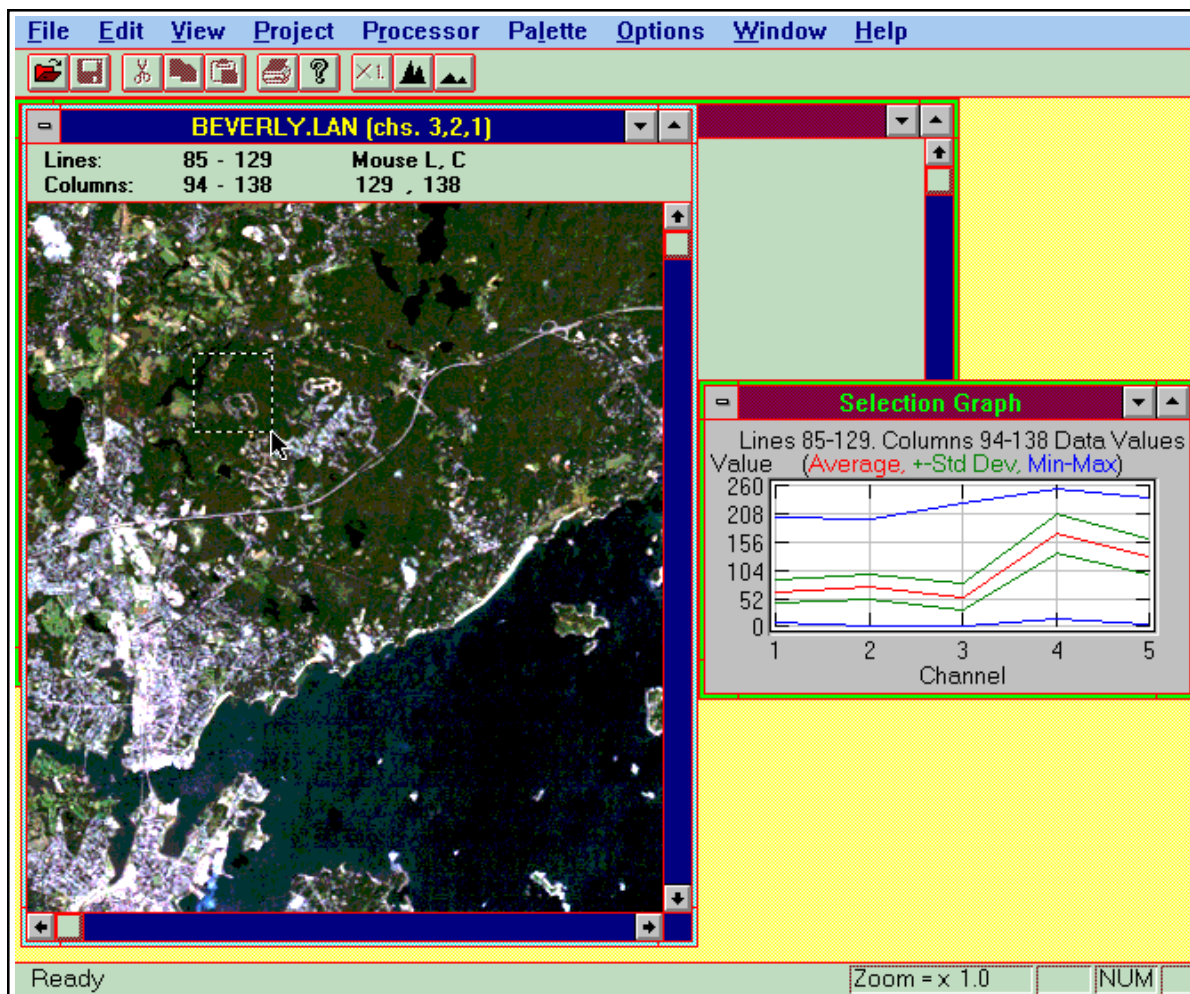 File Edit View Project Processor Palette Options Window Help
X1.
BEVERLY.LAN (chs. 3,2,1)
Lines: 85 - 129 Mouse L, C
Columns: 94 - 138 129 , 138
Selection Graph
Lines 85-129. Columns 94-138 Data Values
Value (Average, +-Std Dev, Min-Max)
260
208
156
104
52
0
1 2 3 4 5
Channel
Ready Zoom = x 1.0 NUM